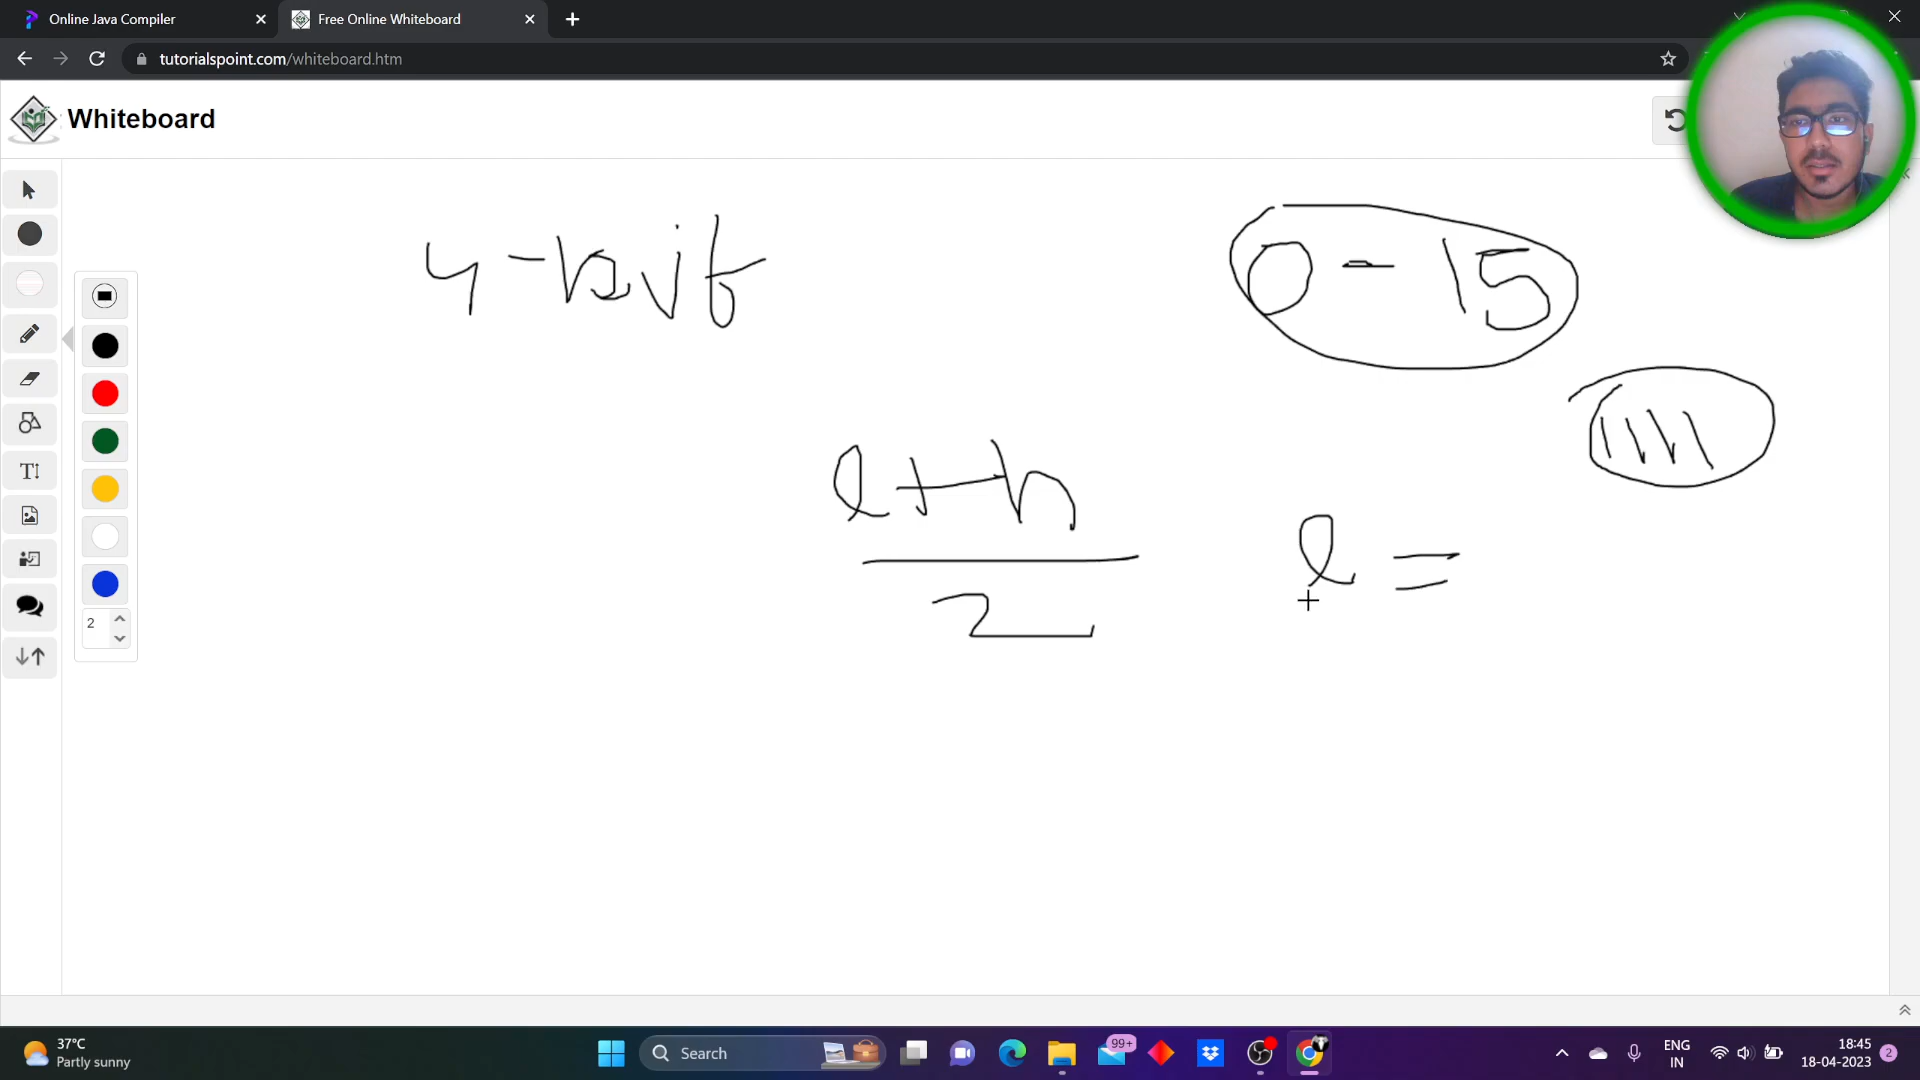 Online Java Compiler
Free Online Whiteboard
tutorialspoint.com/whiteboard.htm
Whiteboard
4-bit
0-15
1111
l+h
2
l =
T
2
37°C
Partly sunny
Search
99+
ENG
IN
18:45
18-04-2023
2